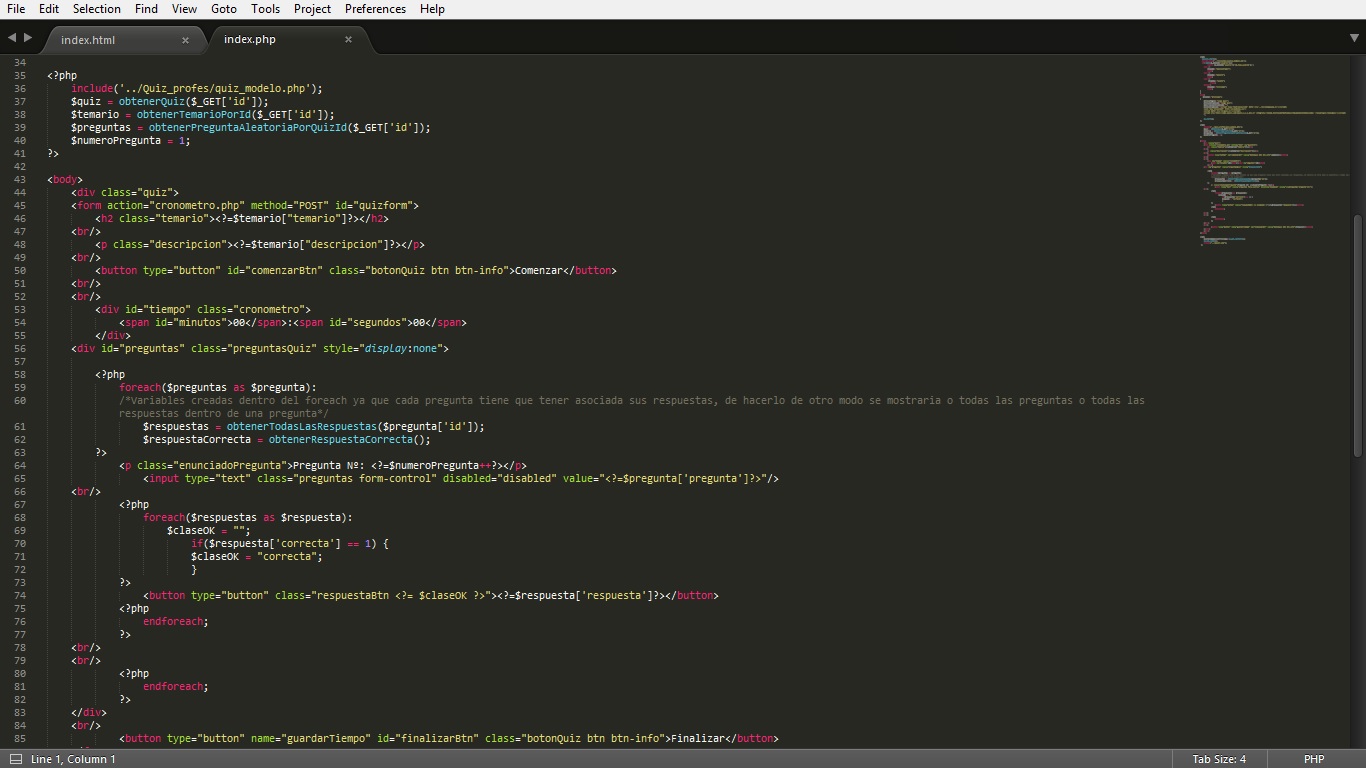 File Edit Selection Find View Goto Tools Project Preferences Help
index.html × index.php ×
34
35 <?php
36 include('../Quiz_profes/quiz_modelo.php');
37 $quiz = obtenerQuiz($_GET['id']);
38 $temario = obtenerTemarioPorId($_GET['id']);
39 $preguntas = obtenerPreguntaAleatoriaPorQuizId($_GET['id']);
40 $numeroPregunta = 1;
41 ?>
42
43 <body>
44 <div class="quiz">
45 <form action="cronometro.php" method="POST" id="quizform">
46 <h2 class="temario"><?=$temario["temario"]?></h2>
47 <br/>
48 <p class="descripcion"><?=$temario["descripcion"]?></p>
49 <br/>
50 <button type="button" id="comenzarBtn" class="botonQuiz btn btn-info">Comenzar</button>
51 <br/>
52 <br/>
53 <div id="tiempo" class="cronometro">
54 <span id="minutos">00</span>:<span id="segundos">00</span>
55 </div>
56 <div id="preguntas" class="preguntasQuiz" style="display:none">
57
58 <?php
59 foreach($preguntas as $pregunta):
60 /*Variables creadas dentro del foreach ya que cada pregunta tiene que tener asociada sus respuestas, de hacerlo de otro modo se mostraria o todas las preguntas o todas las
respuestas dentro de una pregunta*/
61 $respuestas = obtenerTodasLasRespuestas($pregunta['id']);
62 $respuestaCorrecta = obtenerRespuestaCorrecta();
63 ?>
64 <p class="enunciadoPregunta">Pregunta Nº: <?=$numeroPregunta++?></p>
65 <input type="text" class="preguntas form-control" disabled="disabled" value="<?=$pregunta['pregunta']?>"/>
66 <br/>
67 <?php
68 foreach($respuestas as $respuesta):
69 $claseOK = "";
70 if($respuesta['correcta'] == 1) {
71 $claseOK = "correcta";
72 }
73 ?>
74 <button type="button" class="respuestaBtn <?= $claseOK ?>"><?=$respuesta['respuesta']?></button>
75 <?php
76 endforeach;
77 ?>
78 <br/>
79 <br/>
80 <?php
81 endforeach;
82 ?>
83 </div>
84 <br/>
85 <button type="button" name="guardarTiempo" id="finalizarBtn" class="botonQuiz btn btn-info">Finalizar</button>
Line 1, Column 1 Tab Size: 4 PHP